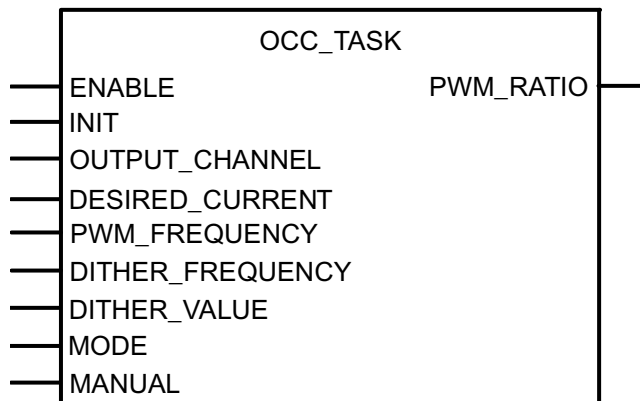 OCC_TASK
ENABLE PWM_RATIO
INIT
OUTPUT_CHANNEL
DESIRED_CURRENT
PWM_FREQUENCY
DITHER_FREQUENCY
DITHER_VALUE
MODE
MANUAL